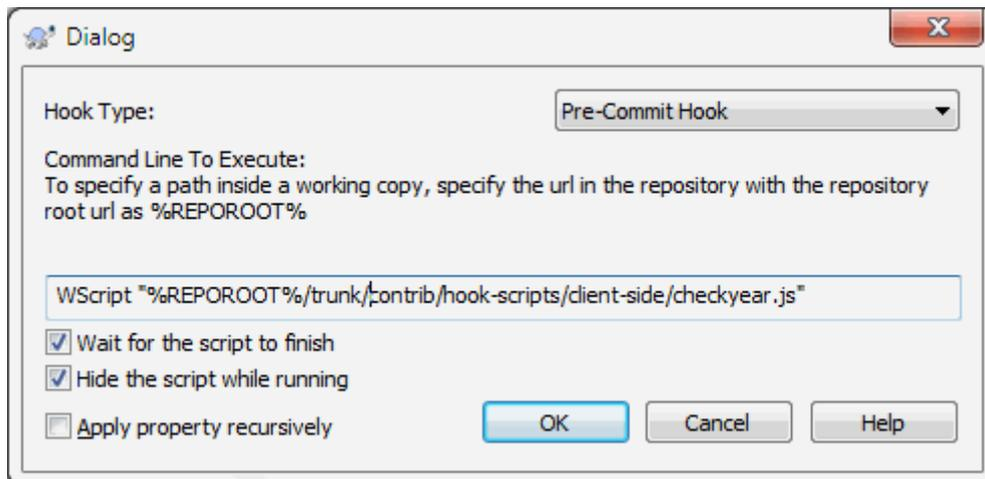 Dialog
Hook Type:
Pre-Commit Hook
Command Line To Execute:
To specify a path inside a working copy, specify the url in the repository with the repository
root url as %REPOROOT%
WScript "%REPOROOT%/trunk/contrib/hook-scripts/client-side/checkyear.js"
Wait for the script to finish
Hide the script while running
Apply property recursively
OK
Cancel
Help